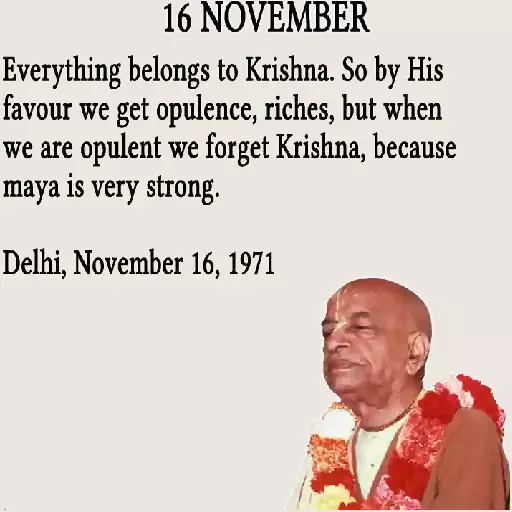 16 NOVEMBER
Everything belongs to Krishna. So by His
favour we get opulence, riches, but when
we are opulent we forget Krishna, because
maya is very strong.
Delhi, November 16, 1971